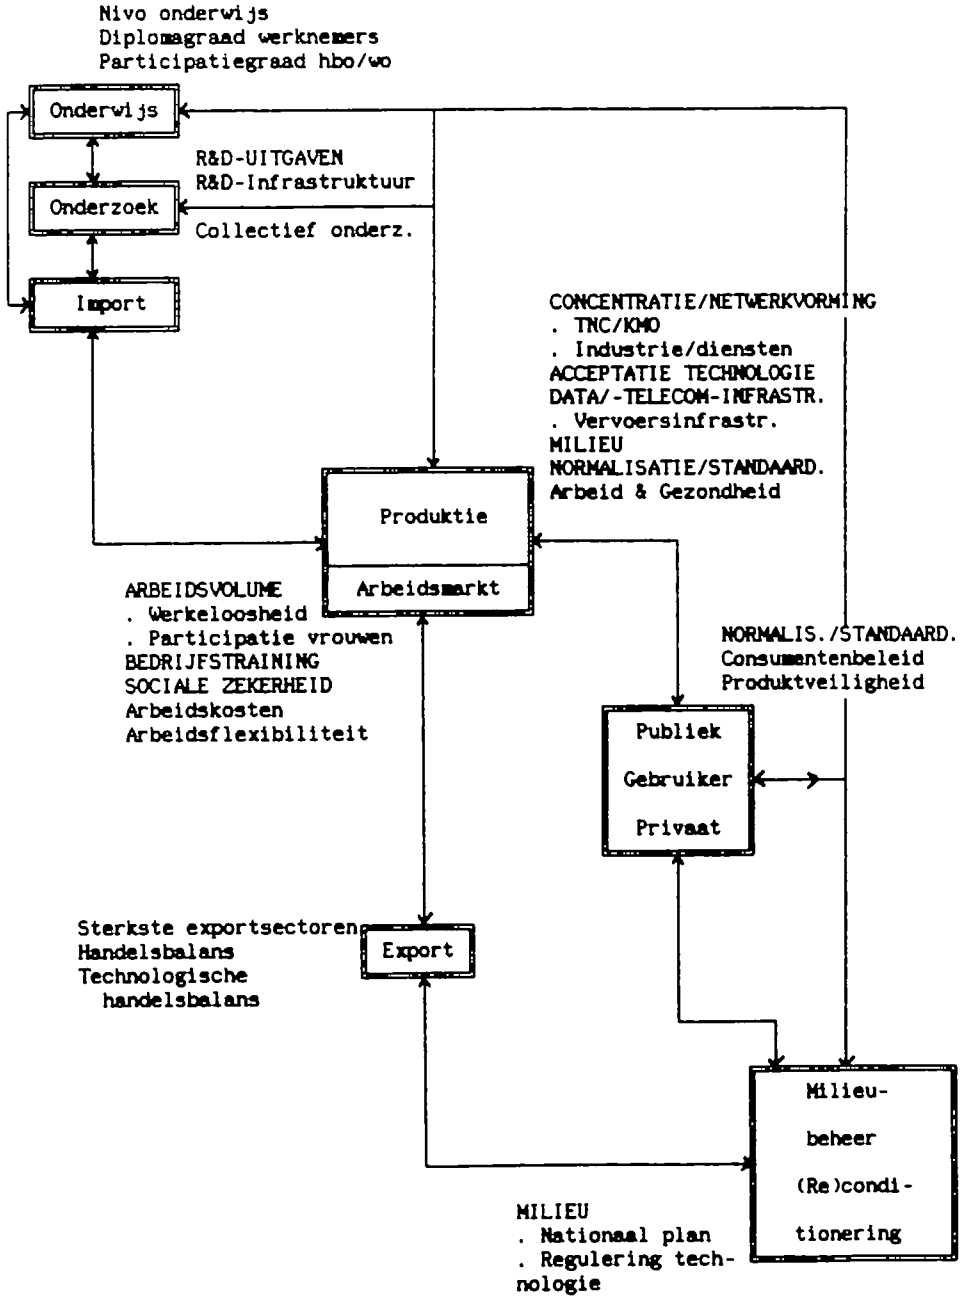 Nivo onderwijs
Diplomagraad werknemers
Participatiegraad hbo/wo
Onderwijs
R&D-UITGAVEN
R&D-Infrastruktuur
Onderzoek
Collectief onderz.
Import
CONCENTRATIE/NETWERKVORMING
. TNC/KMO
. Industrie/diensten
ACCEPTATIE TECHNOLOGIE
DATA/-TELECOM-INFRASTR.
. Vervoersinfrastr.
MILIEU
NORMALISATIE/STANDAARD.
Arbeid & Gezondheid
Produktie
Arbeidsmarkt
ARBEIDSVOLUME
. Werkeloosheid
. Participatie vrouwen
BEDRIJFSTRAINING
SOCIALE ZEKERHEID
Arbeidskosten
Arbeidsflexibiliteit
NORMALIS./STANDAARD.
Consumentenbeleid
Produktveiligheid
Publiek
Gebruiker
Privaat
Sterkste exportsectoren
Handelsbalans
Technologische
handelsbalans
Export
Milieu-
beheer
(Re)condi-
tionering
MILIEU
. Nationaal plan
. Regulering tech-
nologie